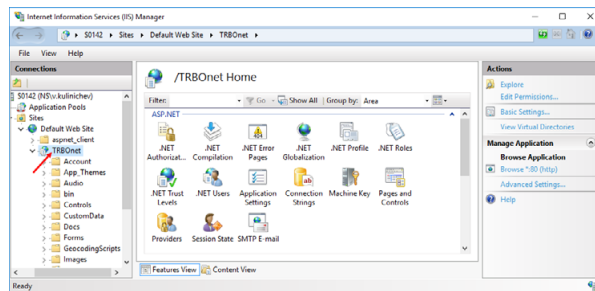 Internet Information Services (IIS) Manager
S0142 ▸ Sites ▸ Default Web Site ▸ TRBOnet ▸
File View Help
Connections
S0142 (NS\v.kulinichev)
Application Pools
Sites
Default Web Site
aspnet_client
TRBOnet
Account
App_Themes
Audio
bin
Controls
CustomData
Docs
Forms
GeocodingScripts
Images
/TRBOnet Home
Filter: Go Show All Group by: Area
ASP.NET
.NET Authorizat...
.NET Compilation
.NET Error Pages
.NET Globalization
.NET Profile
.NET Roles
.NET Trust Levels
.NET Users
Application Settings
Connection Strings
Machine Key
Pages and Controls
Providers
Session State
SMTP E-mail
Features View Content View
Actions
Explore
Edit Permissions...
Basic Settings...
View Virtual Directories
Manage Application
Browse Application
Browse *:80 (http)
Advanced Settings...
Help
Ready